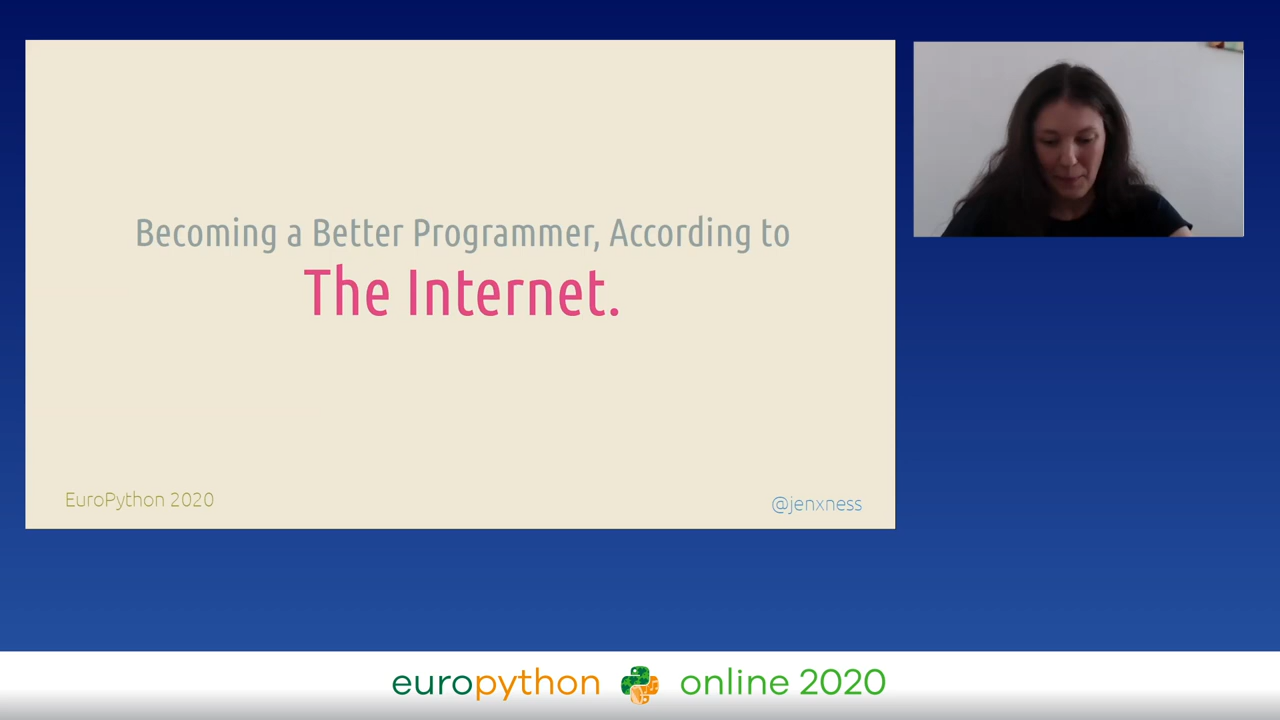 Becoming a Better Programmer, According to
The Internet.
EuroPython 2020
@jenxness
europython online 2020